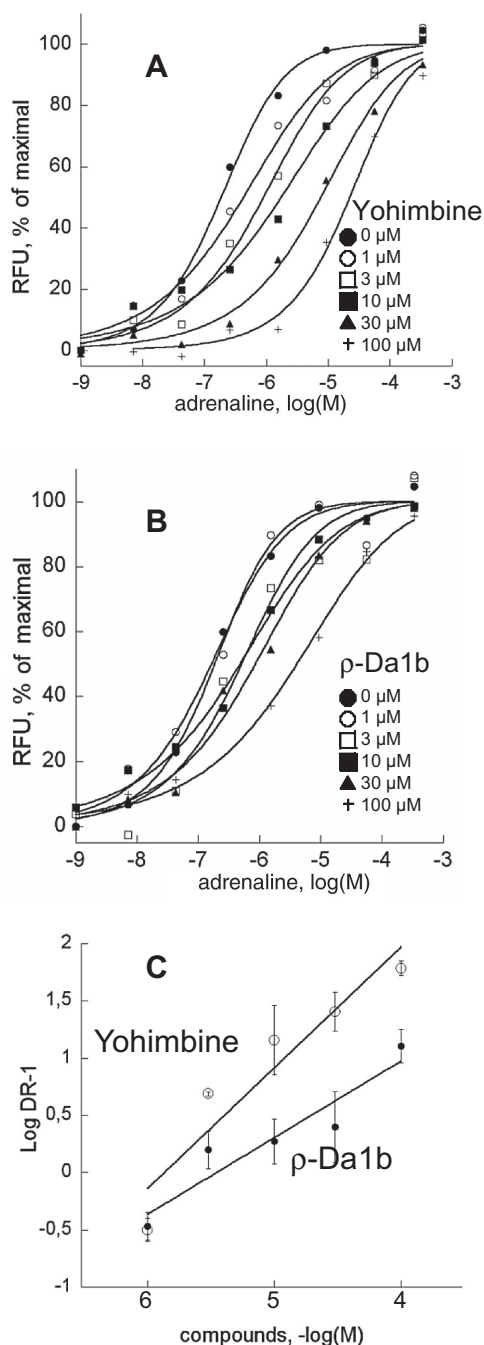 A
100
80
60
40
20
0
RFU, % of maximal
Yohimbine
0 µM
1 µM
3 µM
10 µM
30 µM
100 µM
-9 -8 -7 -6 -5 -4 -3
adrenaline, log(M)
B
100
80
60
40
20
0
RFU, % of maximal
ρ-Da1b
0 µM
1 µM
3 µM
10 µM
30 µM
100 µM
-9 -8 -7 -6 -5 -4 -3
adrenaline, log(M)
C
2
1,5
1
0,5
0
-0,5
-1
Log DR-1
Yohimbine
ρ-Da1b
6 5 4
compounds, -log(M)